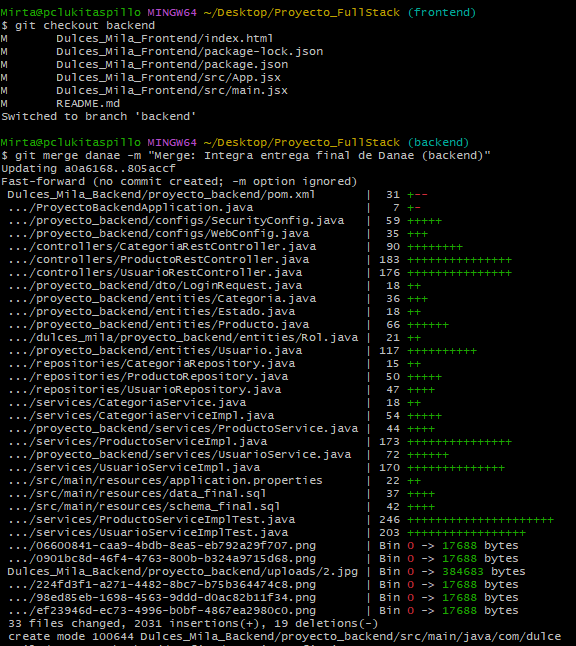 Mirta@pclukitaspillo MINGW64 ~/Desktop/Proyecto_FullStack (frontend)
$ git checkout backend
M       Dulces_Mila_Frontend/index.html
M       Dulces_Mila_Frontend/package-lock.json
M       Dulces_Mila_Frontend/package.json
M       Dulces_Mila_Frontend/src/App.jsx
M       Dulces_Mila_Frontend/src/main.jsx
M       README.md
Switched to branch 'backend'
Mirta@pclukitaspillo MINGW64 ~/Desktop/Proyecto_FullStack (backend)
$ git merge danae -m "Merge: Integra entrega final de Danae (backend)"
Updating a0a6168..805accf
Fast-forward (no commit created; -m option ignored)
Dulces_Mila_Backend/proyecto_backend/pom.xml | 31 +--
.../ProyectoBackendApplication.java | 7 +-
.../proyecto_backend/configs/SecurityConfig.java | 59 +++++
.../proyecto_backend/configs/WebConfig.java | 35 +++
.../controllers/CategoriaRestController.java | 90 ++++++++
.../controllers/ProductoRestController.java | 183 +++++++++++++++
.../controllers/UsuarioRestController.java | 176 +++++++++++++++
.../proyecto_backend/dto/LoginRequest.java | 18 ++
.../proyecto_backend/entities/Categoria.java | 36 +++
.../proyecto_backend/entities/Estado.java | 18 ++
.../proyecto_backend/entities/Producto.java | 66 ++++++
.../dulces_mila/proyecto_backend/entities/Rol.java | 21 ++
.../proyecto_backend/entities/Usuario.java | 117 ++++++++++
.../repositories/CategoriaRepository.java | 15 ++
.../repositories/ProductoRepository.java | 50 +++++
.../repositories/UsuarioRepository.java | 47 ++++
.../services/CategoriaService.java | 18 ++
.../services/CategoriaServiceImpl.java | 54 +++++
.../proyecto_backend/services/ProductoService.java | 44 ++++
.../services/ProductoServiceImpl.java | 173 +++++++++++++++
.../proyecto_backend/services/UsuarioService.java | 72 ++++++
.../services/UsuarioServiceImpl.java | 170 ++++++++++++++
.../src/main/resources/application.properties | 22 ++
.../src/main/resources/data_final.sql | 37 ++++
.../src/main/resources/schema_final.sql | 42 ++++
.../services/ProductoServiceImplTest.java | 246 +++++++++++++++++++++
.../services/UsuarioServiceImplTest.java | 203 +++++++++++++++++
.../06600841-caa9-4bdb-8ea5-eb792a29f707.png | Bin 0 -> 17688 bytes
.../0901bc8d-46f4-4763-800b-b324a9715d68.png | Bin 0 -> 17688 bytes
Dulces_Mila_Backend/proyecto_backend/uploads/2.jpg | Bin 0 -> 384683 bytes
.../224fd3f1-a271-4482-8bc7-b75b364474c8.png | Bin 0 -> 17688 bytes
.../98ed85eb-1698-4563-9ddd-d0ac82b11f34.png | Bin 0 -> 17688 bytes
.../ef23946d-ec73-4996-b0bf-4867ea2980c0.png | Bin 0 -> 17688 bytes
33 files changed, 2031 insertions(+), 19 deletions(-)
create mode 100644 Dulces_Mila_Backend/proyecto_backend/src/main/java/com/dulce